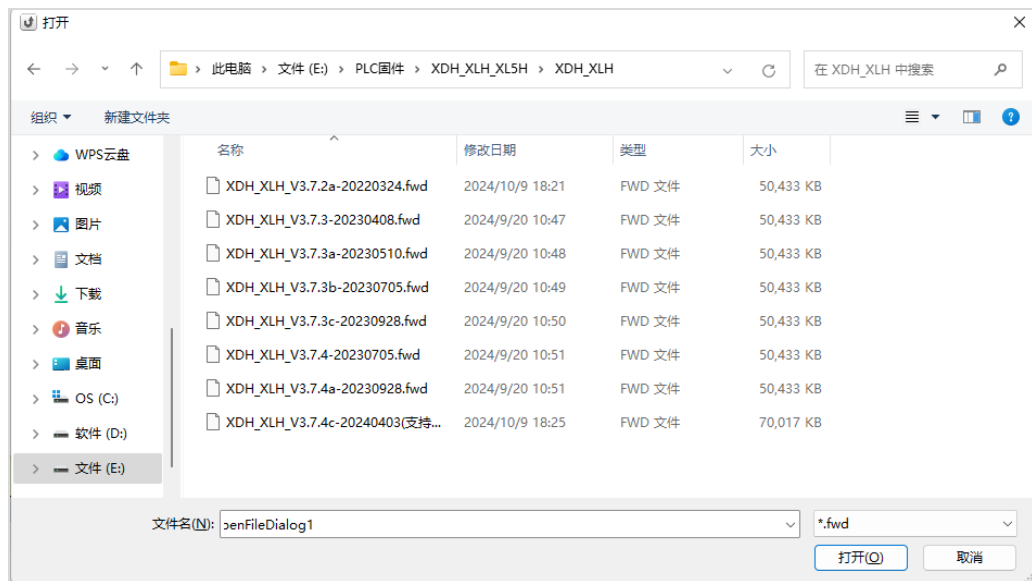 打开
此电脑 > 文件 (E:) > PLC固件 > XDH_XLH_XL5H > XDH_XLH
在 XDH_XLH 中搜索
组织 新建文件夹
名称 修改日期 类型 大小
WPS云盘
视频
图片
文档
下载
音乐
桌面
OS (C:)
软件 (D:)
文件 (E:)
XDH_XLH_V3.7.2a-20220324.fwd 2024/10/9 18:21 FWD 文件 50,433 KB
XDH_XLH_V3.7.3-20230408.fwd 2024/9/20 10:47 FWD 文件 50,433 KB
XDH_XLH_V3.7.3a-20230510.fwd 2024/9/20 10:48 FWD 文件 50,433 KB
XDH_XLH_V3.7.3b-20230705.fwd 2024/9/20 10:49 FWD 文件 50,433 KB
XDH_XLH_V3.7.3c-20230928.fwd 2024/9/20 10:50 FWD 文件 50,433 KB
XDH_XLH_V3.7.4-20230705.fwd 2024/9/20 10:51 FWD 文件 50,433 KB
XDH_XLH_V3.7.4a-20230928.fwd 2024/9/20 10:51 FWD 文件 50,433 KB
XDH_XLH_V3.7.4c-20240403(支持... 2024/10/9 18:25 FWD 文件 70,017 KB
文件名(N): penFileDialog1 *.fwd
打开(O) 取消